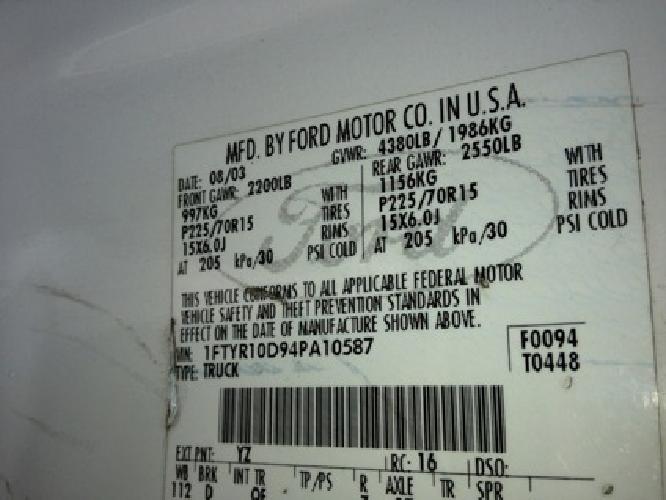 MFD. BY FORD MOTOR CO. IN U.S.A.
DATE: 08/03 GVWR: 4380LB/ 1986KG
FRONT GAWR: 2200LB REAR GAWR: 2550LB
997KG WITH 1156KG WITH
P225/70R15 TIRES P225/70R15 TIRES
15X6.0J RIMS 15X6.0J RIMS
AT 205 kPa/30 PSI COLD AT 205 kPa/30 PSI COLD
Ford
THIS VEHICLE CONFORMS TO ALL APPLICABLE FEDERAL MOTOR
VEHICLE SAFETY AND THEFT PREVENTION STANDARDS IN
EFFECT ON THE DATE OF MANUFACTURE SHOWN ABOVE.
VIN: 1FTYR10D94PA10587 F0094
TYPE: TRUCK T0448
EXT PNT: YZ RC: 16 DSO:
WB BRK INT TR TP/PS R AXLE TR SPR
112 D